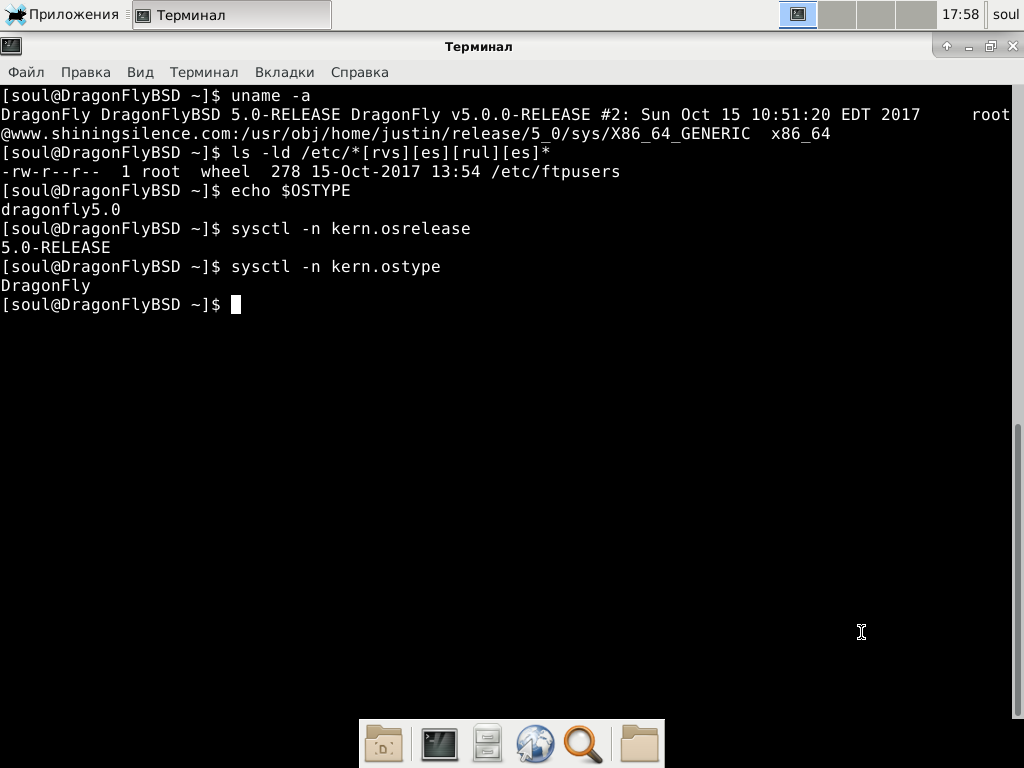 Приложения Терминал 17:58 soul
Терминал
Файл Правка Вид Терминал Вкладки Справка
[soul@DragonFlyBSD ~]$ uname -a
DragonFly DragonFlyBSD 5.0-RELEASE DragonFly v5.0.0-RELEASE #2: Sun Oct 15 10:51:20 EDT 2017     root
@www.shiningsilence.com:/usr/obj/home/justin/release/5_0/sys/X86_64_GENERIC  x86_64
[soul@DragonFlyBSD ~]$ ls -ld /etc/*[rvs][es][rul][es]*
-rw-r--r--  1 root  wheel  278 15-Oct-2017 13:54 /etc/ftpusers
[soul@DragonFlyBSD ~]$ echo $OSTYPE
dragonfly5.0
[soul@DragonFlyBSD ~]$ sysctl -n kern.osrelease
5.0-RELEASE
[soul@DragonFlyBSD ~]$ sysctl -n kern.ostype
DragonFly
[soul@DragonFlyBSD ~]$
D